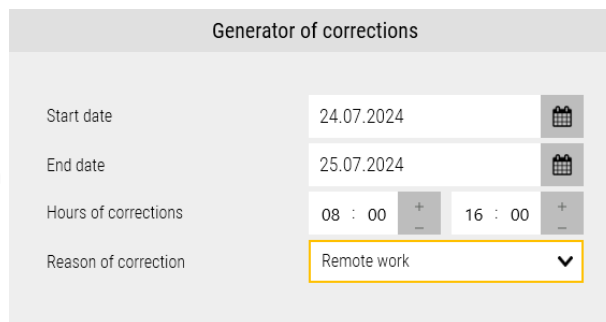 Generator of corrections
Start date 24.07.2024
End date 25.07.2024
Hours of corrections 08 : 00 + − 16 : 00 + −
Reason of correction Remote work